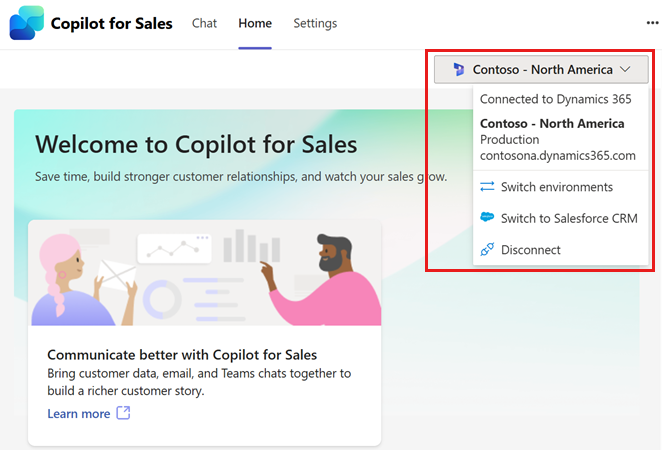 Copilot for Sales
Chat
Home
Settings
Contoso - North America
Connected to Dynamics 365
Contoso - North America
Production
contosona.dynamics365.com
Switch environments
Switch to Salesforce CRM
Disconnect
Welcome to Copilot for Sales
Save time, build stronger customer relationships, and watch your sales grow.
Communicate better with Copilot for Sales
Bring customer data, email, and Teams chats together to
build a richer customer story.
Learn more